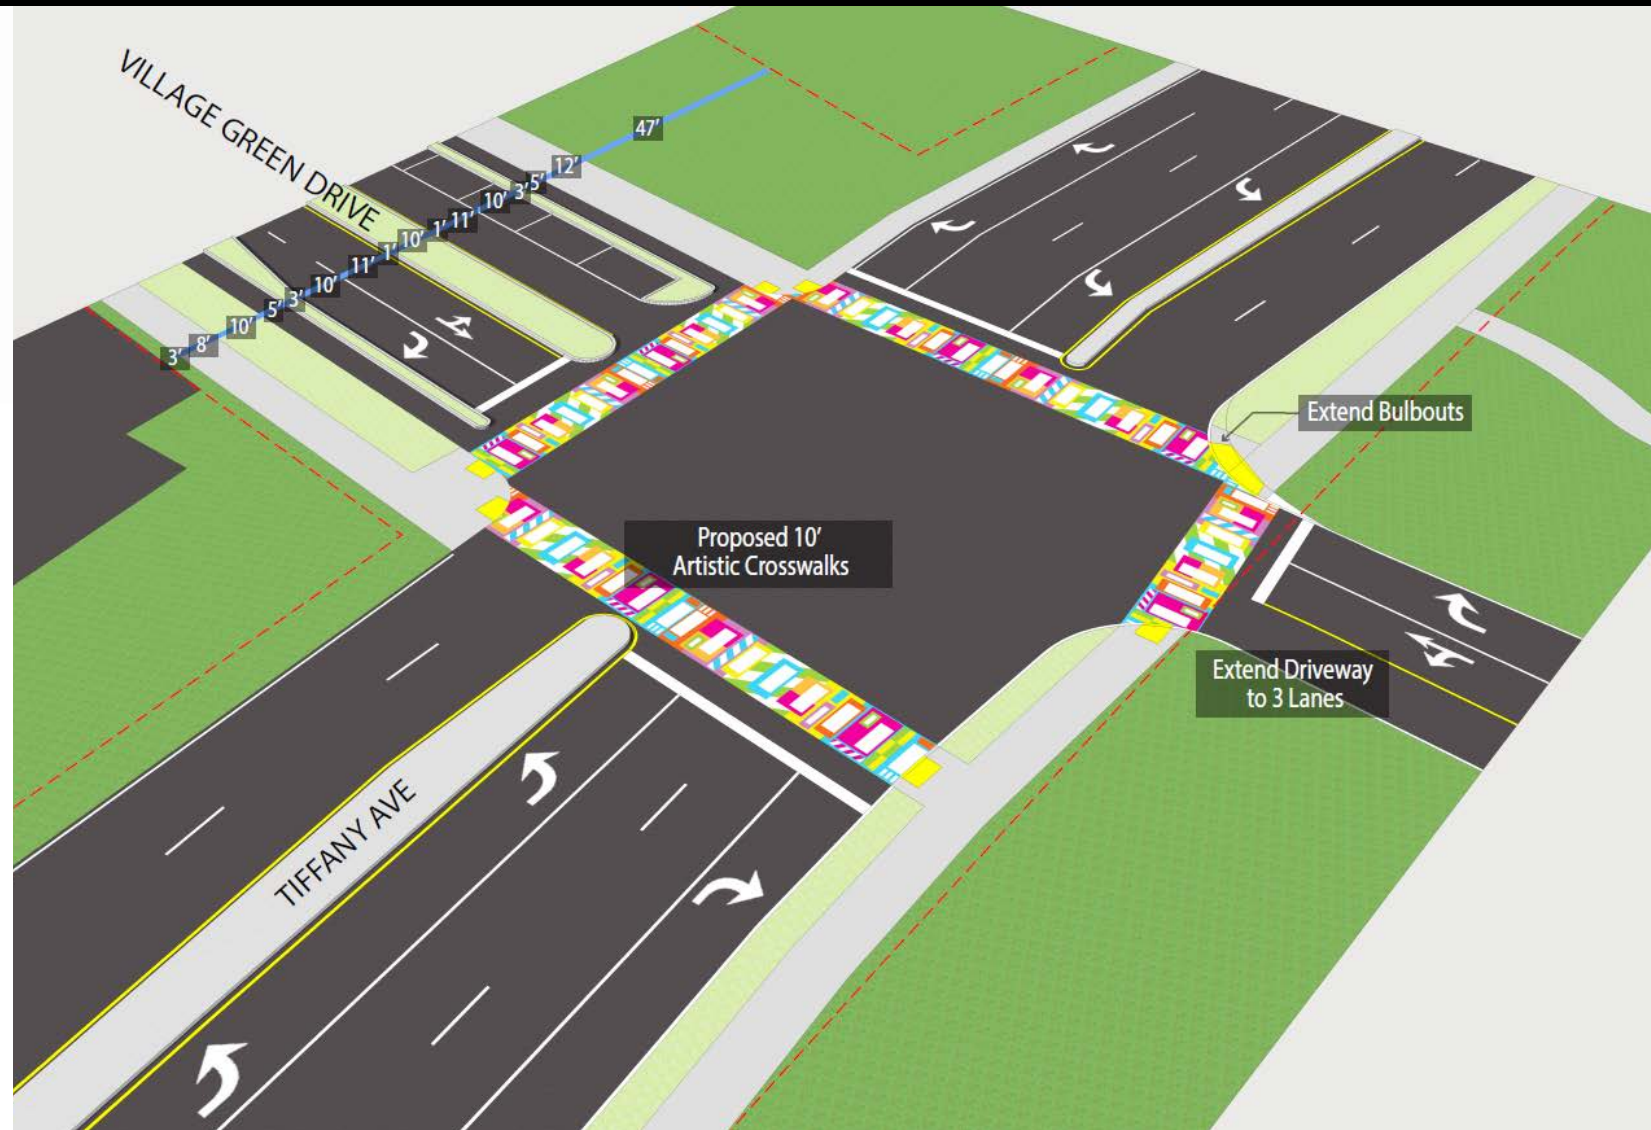 VILLAGE GREEN DRIVE
47'
12'
5'
3'
10'
11'
1'
10'
1'
11'
10'
3'
5'
10'
8'
3'
Extend Bulbouts
Proposed 10'
Artistic Crosswalks
Extend Driveway
to 3 Lanes
TIFFANY AVE